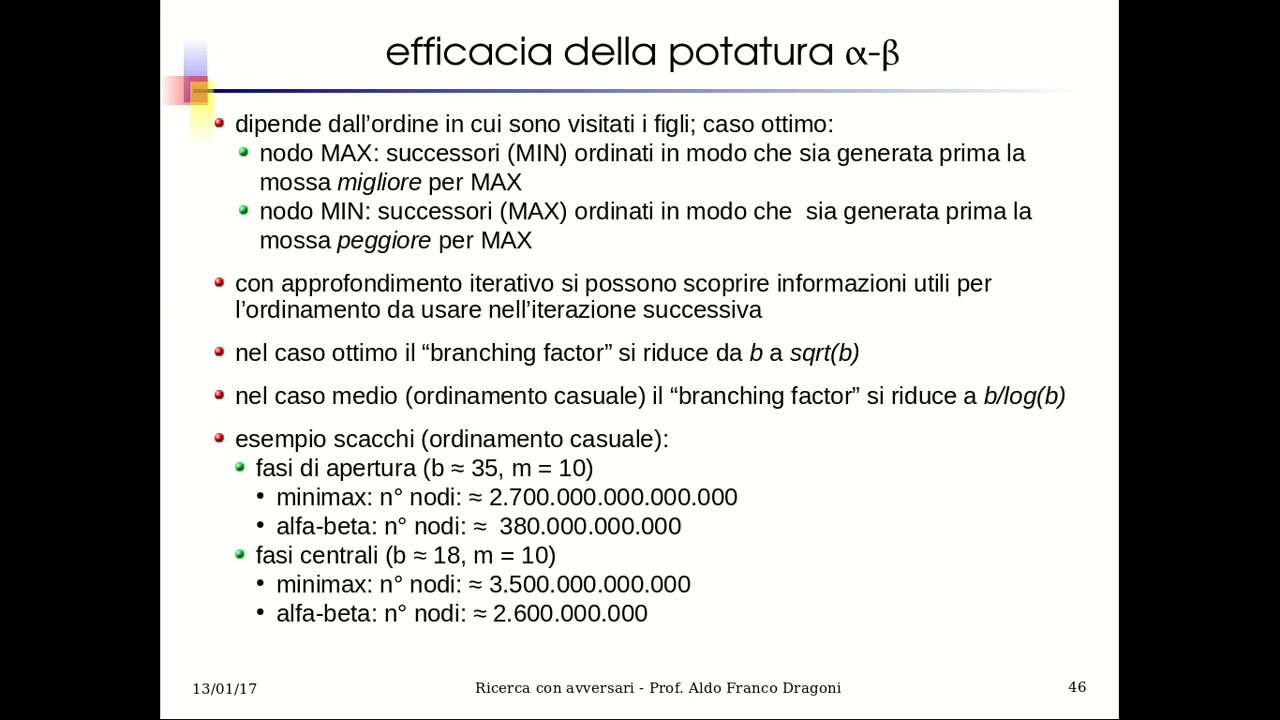 efficacia della potatura α-β
dipende dall’ordine in cui sono visitati i figli; caso ottimo:
nodo MAX: successori (MIN) ordinati in modo che sia generata prima la
mossa migliore per MAX
nodo MIN: successori (MAX) ordinati in modo che  sia generata prima la
mossa peggiore per MAX
con approfondimento iterativo si possono scoprire informazioni utili per
l’ordinamento da usare nell’iterazione successiva
nel caso ottimo il “branching factor” si riduce da b a sqrt(b)
nel caso medio (ordinamento casuale) il “branching factor” si riduce a b/log(b)
esempio scacchi (ordinamento casuale):
fasi di apertura (b ≈ 35, m = 10)
• minimax: n° nodi: ≈ 2.700.000.000.000.000
• alfa-beta: n° nodi: ≈  380.000.000.000
fasi centrali (b ≈ 18, m = 10)
• minimax: n° nodi: ≈ 3.500.000.000.000
• alfa-beta: n° nodi: ≈ 2.600.000.000
13/01/17
Ricerca con avversari - Prof. Aldo Franco Dragoni
46